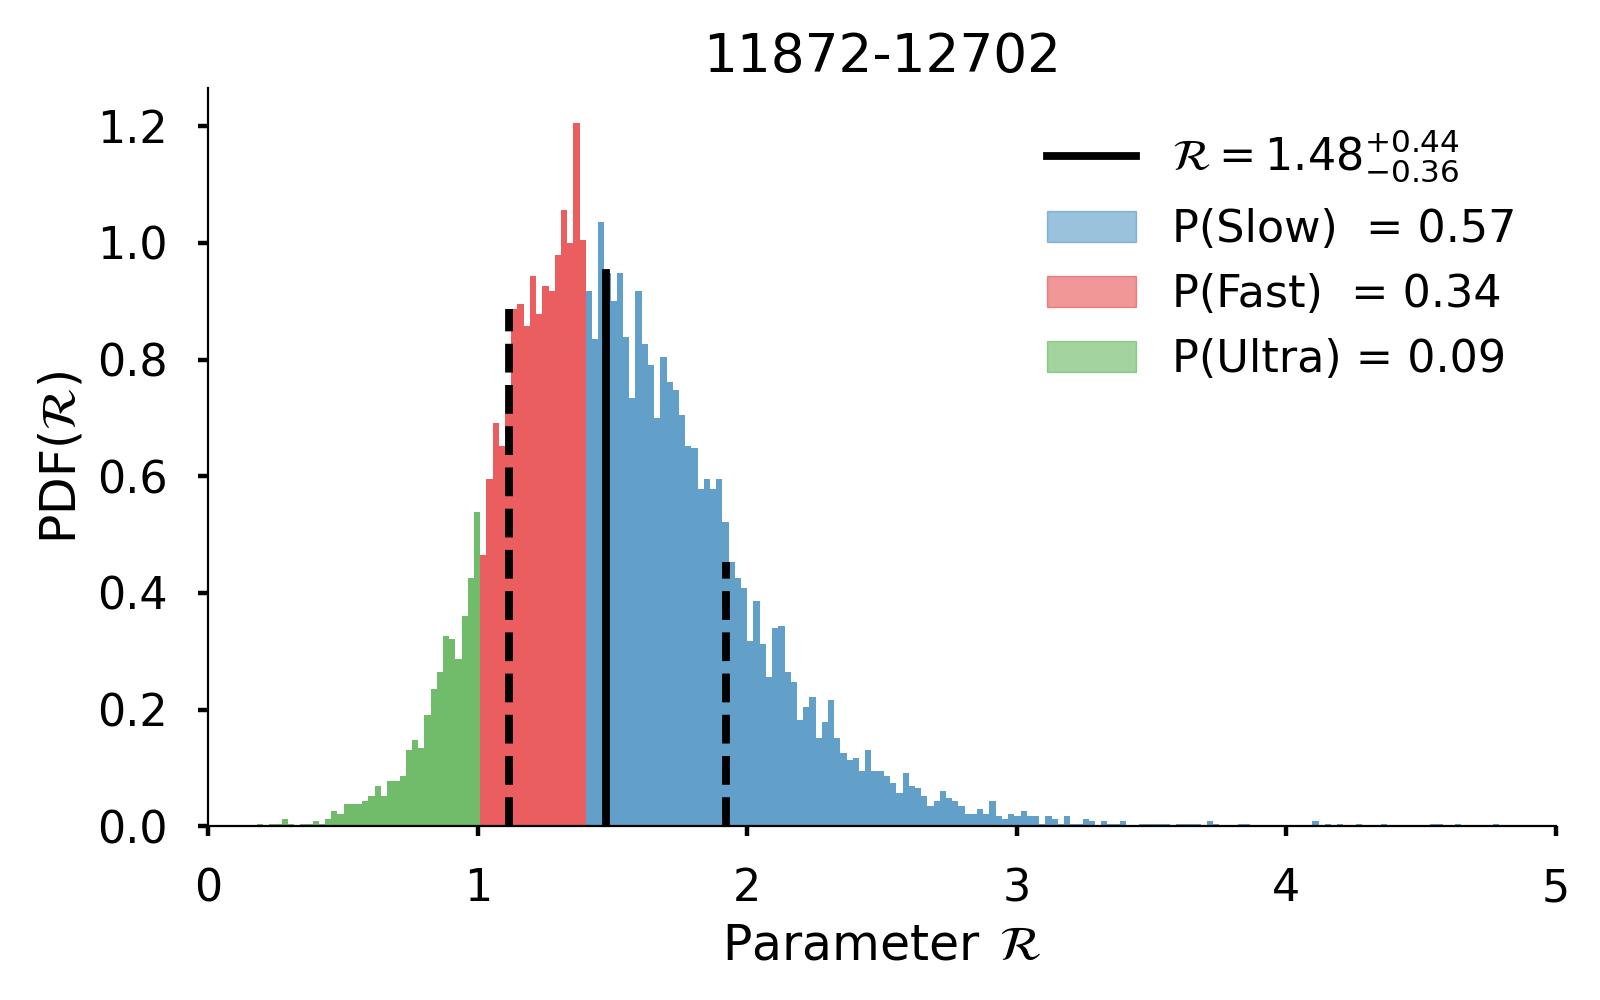 11872-12702
ℛ = 1.48 +0.44 −0.36
P(Slow) = 0.57
P(Fast) = 0.34
P(Ultra) = 0.09
PDF(ℛ)
1.2
1.0
0.8
0.6
0.4
0.2
0.0
0 1 2 3 4 5
Parameter ℛ